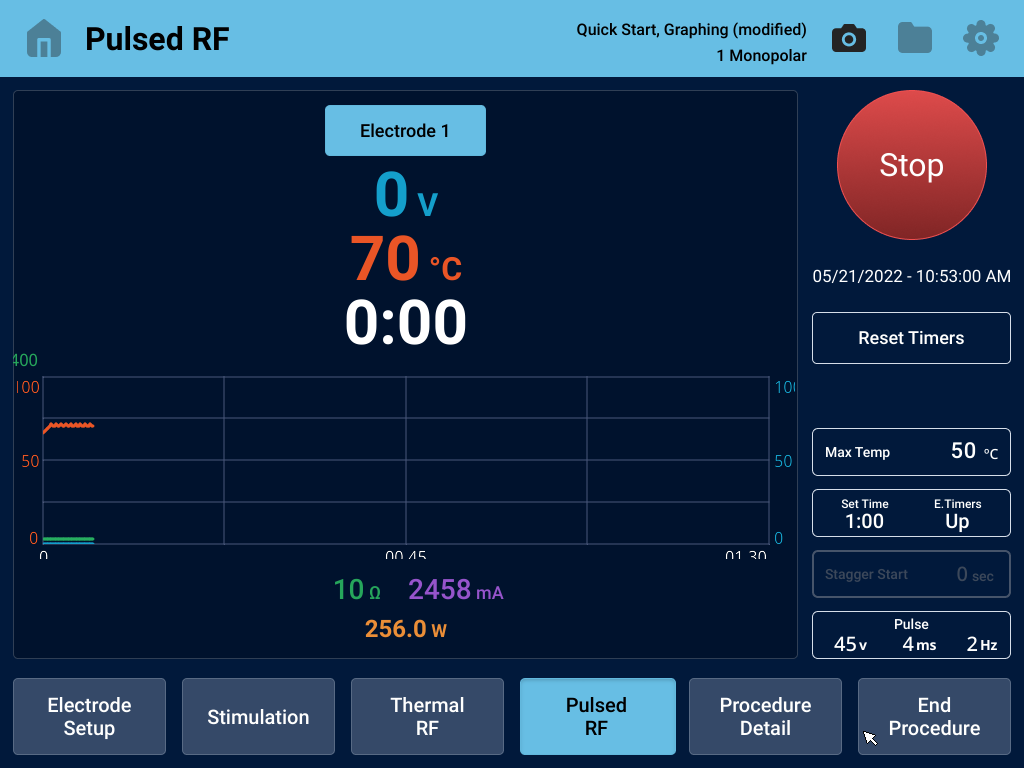 Pulsed RF
Quick Start, Graphing (modified)
1 Monopolar
Electrode 1
0 V
70 °C
0:00
Stop
05/21/2022 - 10:53:00 AM
Reset Timers
400
100
50
0
100
50
0
0
00.45
01.30
10 Ω 2458 mA
256.0 W
Max Temp 50 °C
Set Time E.Timers
1:00 Up
Stagger Start 0 sec
Pulse
45 v 4 ms 2 Hz
Electrode
Setup
Stimulation
Thermal
RF
Pulsed
RF
Procedure
Detail
End
Procedure